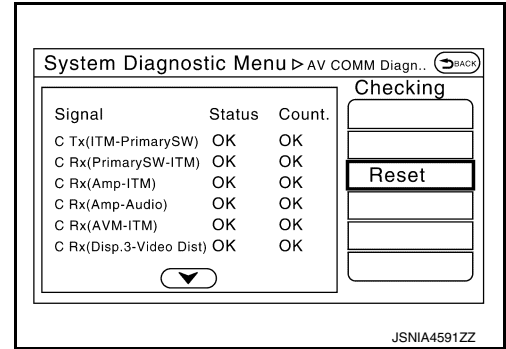 System Diagnostic Menu ▷ AV COMM Diagn.. BACK
Checking
Signal Status Count.
C Tx(ITM-PrimarySW) OK OK
C Rx(PrimarySW-ITM) OK OK
C Rx(Amp-ITM) OK OK
Reset
C Rx(Amp-Audio) OK OK
C Rx(AVM-ITM) OK OK
C Rx(Disp.3-Video Dist) OK OK
JSNIA4591ZZ